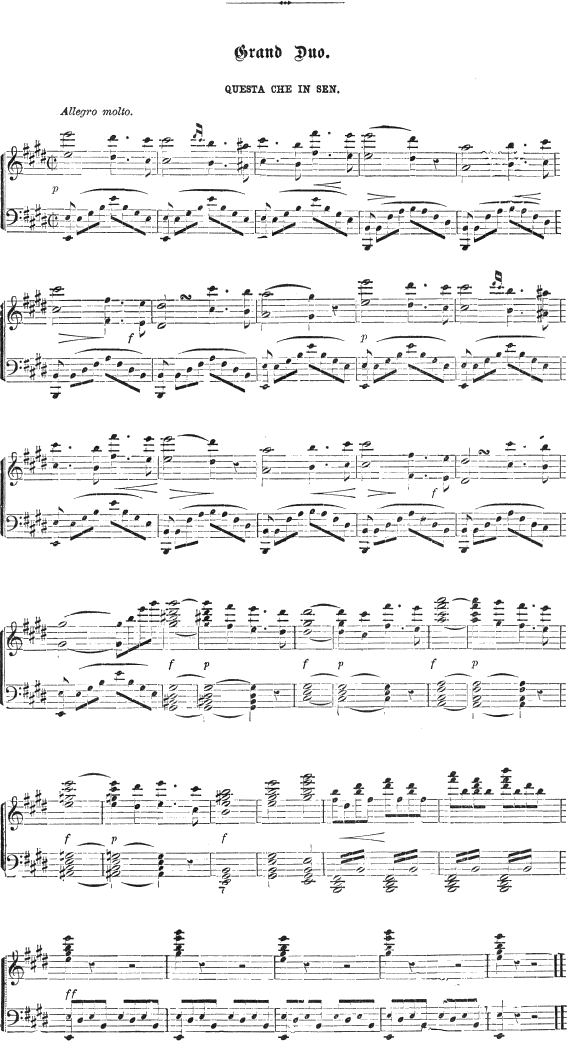 Grand Duo.
QUESTA CHE IN SEN.
Allegro molto.
p
f
p
f
f p f p f p
f p f
ff